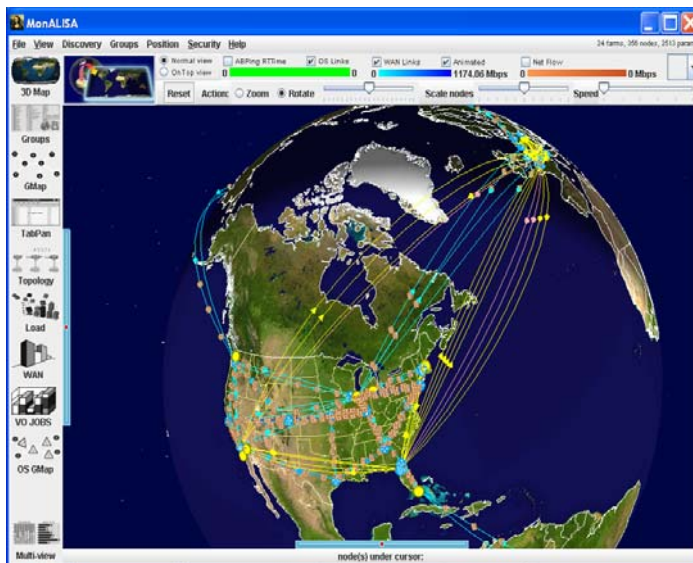 MonALISA
File View Discovery Groups Position Security Help
24 farms, 356 nodes, 2513 param
Normal view ABPing RTTime OS Links WAN Links Animated Net Flow
OnTop view 0 0 0 1174.06 Mbps 0 0 Mbps
Reset Action: Zoom Rotate Scale nodes Speed
3D Map
Groups
GMap
TabPan
Topology
Load
WAN
VO JOBS
OS GMap
Multi-view
node(s) under cursor: